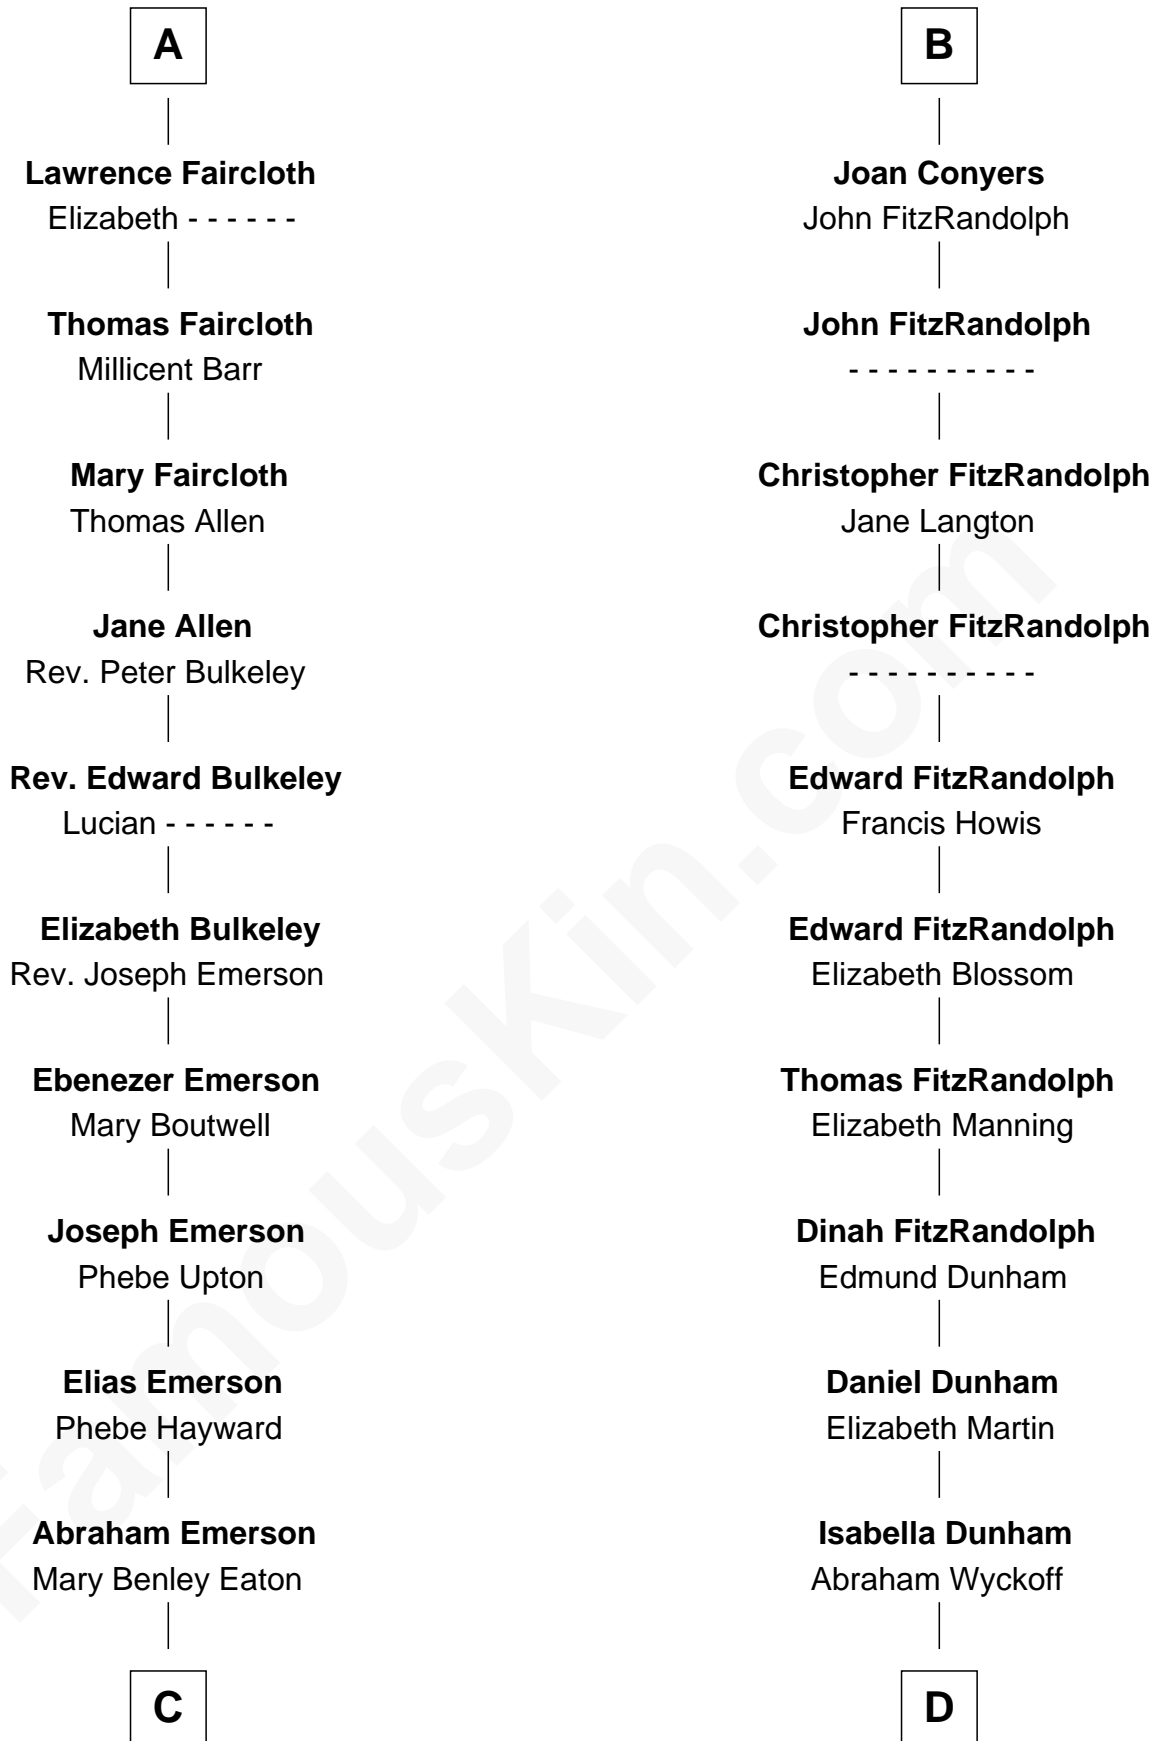 A
Lawrence Faircloth
Elizabeth - - - - - -
Thomas Faircloth
Millicent Barr
Mary Faircloth
Thomas Allen
Jane Allen
Rev. Peter Bulkeley
Rev. Edward Bulkeley
Lucian - - - - - -
Elizabeth Bulkeley
Rev. Joseph Emerson
Ebenezer Emerson
Mary Boutwell
Joseph Emerson
Phebe Upton
Elias Emerson
Phebe Hayward
Abraham Emerson
Mary Benley Eaton
C
B
Joan Conyers
John FitzRandolph
John FitzRandolph
- - - - - - - - - -
Christopher FitzRandolph
Jane Langton
Christopher FitzRandolph
- - - - - - - - - -
Edward FitzRandolph
Francis Howis
Edward FitzRandolph
Elizabeth Blossom
Thomas FitzRandolph
Elizabeth Manning
Dinah FitzRandolph
Edmund Dunham
Daniel Dunham
Elizabeth Martin
Isabella Dunham
Abraham Wyckoff
D
FamousKin.com